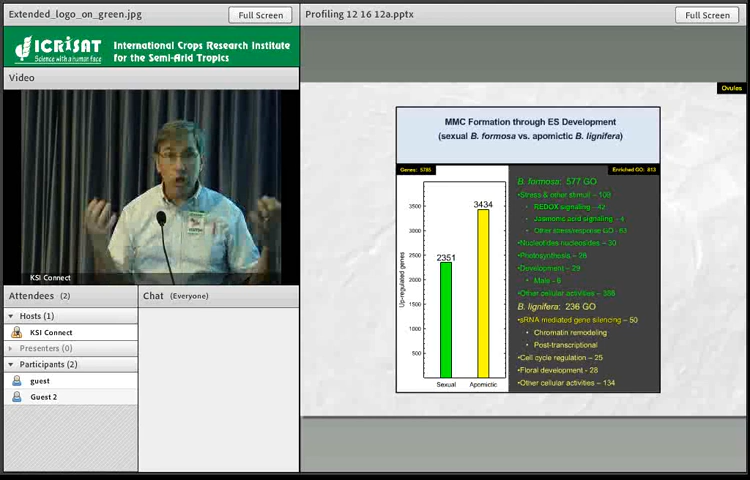 Extended_logo_on_green.jpg
Full Screen
ICRISAT
Science with a human face
International Crops Research Institute
for the Semi-Arid Tropics
Video
KSI Connect
Attendees (2)
Hosts (1)
KSI Connect
Presenters (0)
Participants (2)
guest
Guest 2
Chat (Everyone)
Profiling 12 16 12a.pptx
Full Screen
Ovules
MMC Formation through ES Development
(sexual B. formosa vs. apomictic B. lignifera)
Genes: 5785
Enriched GO: 813
Up-regulated genes
3500
3000
2500
2000
1500
1000
500
2351
3434
Sexual
Apomictic
B. formosa: 577 GO
•Stress & other stimuli – 109
• REDOX signaling – 42
• Jasmonic acid signaling – 4
• Other stress/response GO - 63
•Nucleotides nucleosides – 30
•Photosynthesis – 28
•Development – 29
• Male –
•Other cellular activities –
B. lignifera: 236 GO
•sRNA mediated gene silencing – 50
• Chromatin remodeling
• Post-transcriptional
•Cell cycle regulation – 25
•Floral development - 28
•Other cellular activities – 134